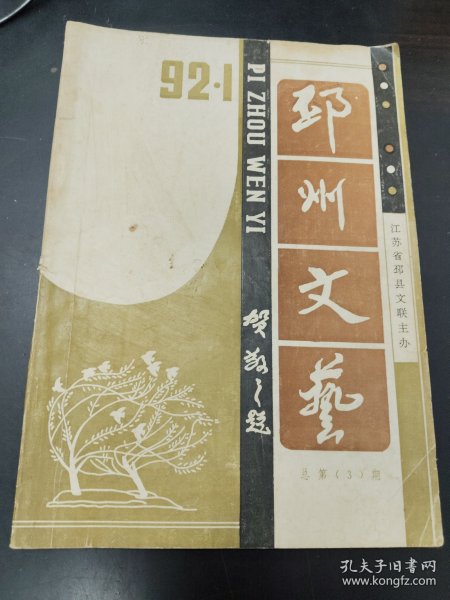 92·1
PI ZHOU WEN YI
邳州文藝
江苏省邳县文联主办
贺敬之题
总第(3)期
孔夫子旧书网
www.kongfz.com